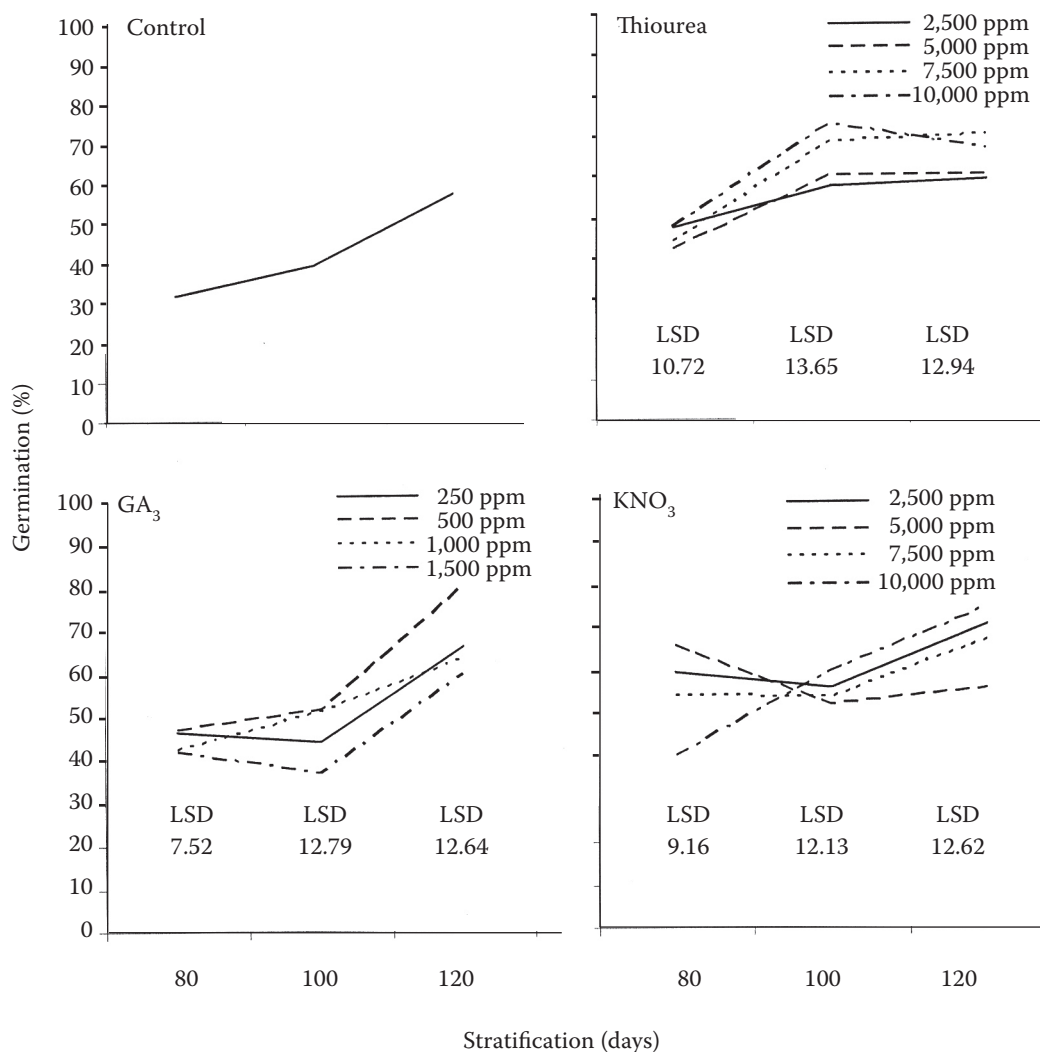 Control
100
90
80
70
60
50
40
30
20
10
0
Thiourea
2,500 ppm
5,000 ppm
7,500 ppm
10,000 ppm
LSD LSD LSD
10.72 13.65 12.94
Germination (%)
GA3
250 ppm
500 ppm
1,000 ppm
1,500 ppm
100
90
80
70
60
50
40
30
20
10
0
LSD LSD LSD
7.52 12.79 12.64
KNO3
2,500 ppm
5,000 ppm
7,500 ppm
10,000 ppm
LSD LSD LSD
9.16 12.13 12.62
80 100 120 80 100 120
Stratification (days)